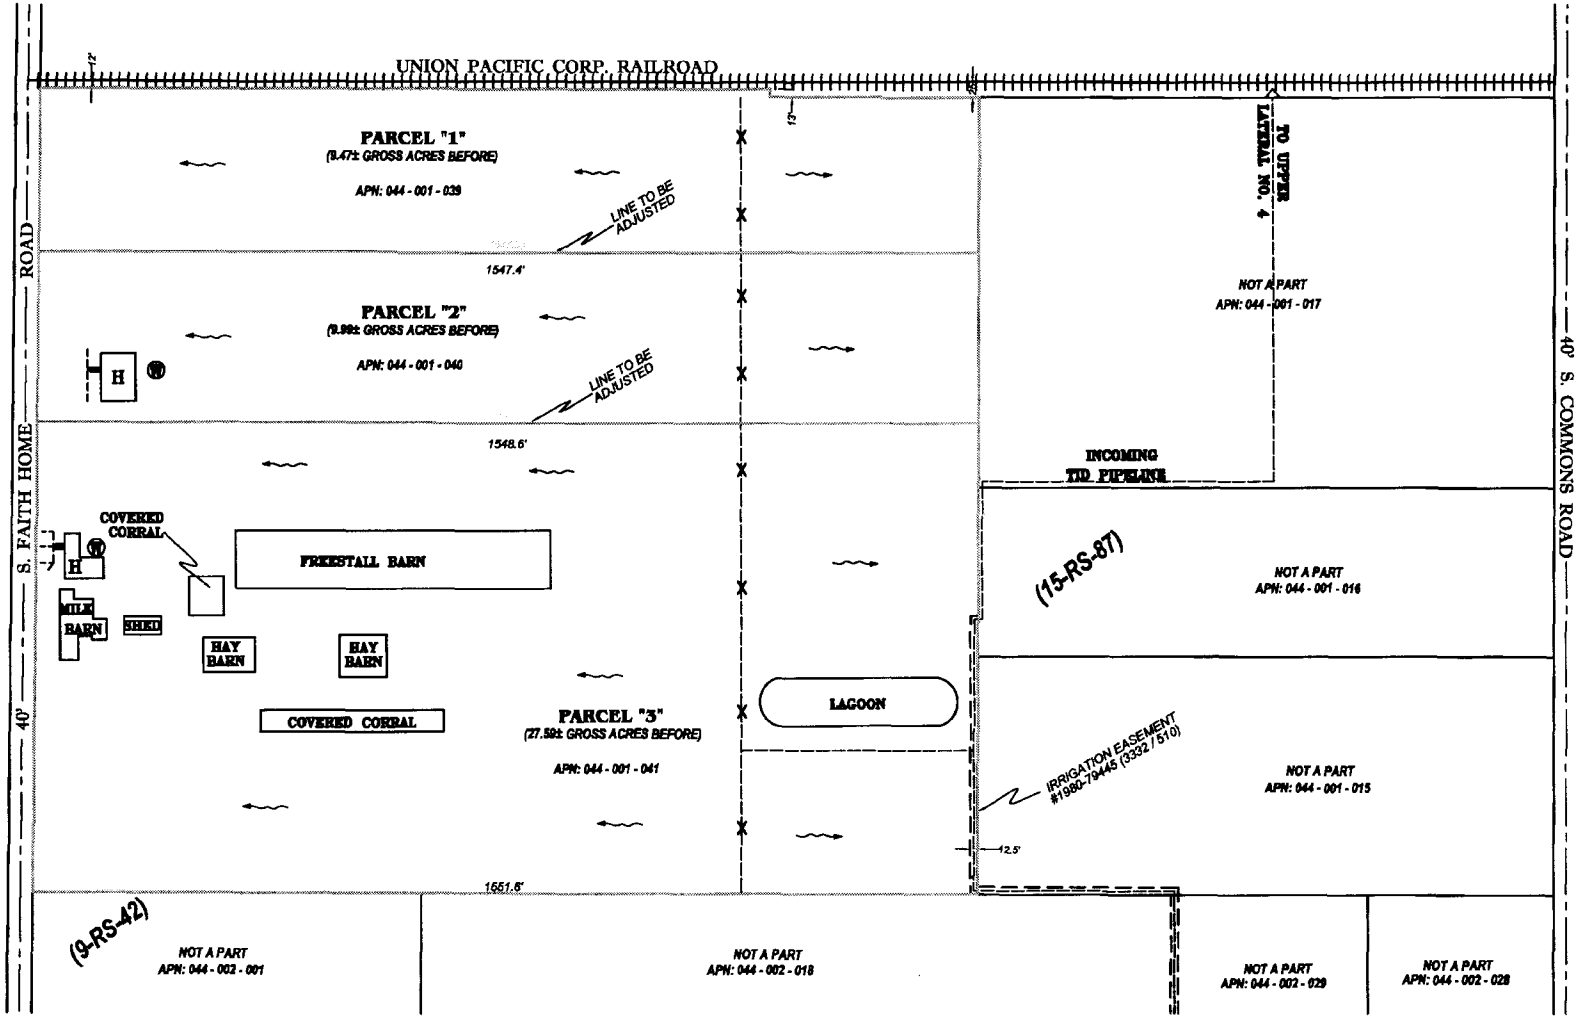 12'
UNION PACIFIC CORP. RAILROAD
25'
13'
PARCEL "1"
(9.47± GROSS ACRES BEFORE)
APN: 044 - 001 - 039
LINE TO BE
ADJUSTED
TO UPPER
LATERAL NO. 4
1547.4'
PARCEL "2"
(9.99± GROSS ACRES BEFORE)
APN: 044 - 001 - 040
LINE TO BE
ADJUSTED
NOT A PART
APN: 044 - 001 - 017
H
W
1548.6'
INCOMING
TID PIPELINE
40' S. FAITH HOME ROAD
40' S. COMMONS ROAD
COVERED
CORRAL
W
H
FREESTALL BARN
(15-RS-87)
NOT A PART
APN: 044 - 001 - 016
MILK
BARN
SHED
HAY
BARN
HAY
BARN
COVERED CORRAL
LAGOON
PARCEL "3"
(27.59± GROSS ACRES BEFORE)
APN: 044 - 001 - 041
IRRIGATION EASEMENT
#1980-79445 (3332 / 510)
NOT A PART
APN: 044 - 001 - 015
12.5'
1551.6'
(9-RS-42)
NOT A PART
APN: 044 - 002 - 001
NOT A PART
APN: 044 - 002 - 018
NOT A PART
APN: 044 - 002 - 029
NOT A PART
APN: 044 - 002 - 028